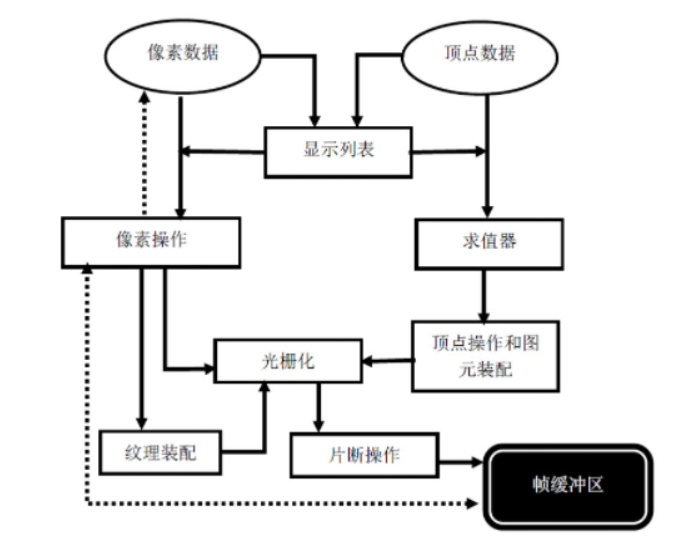 像素数据
顶点数据
显示列表
像素操作
求值器
光栅化
顶点操作和图
元装配
纹理装配
片断操作
帧缓冲区